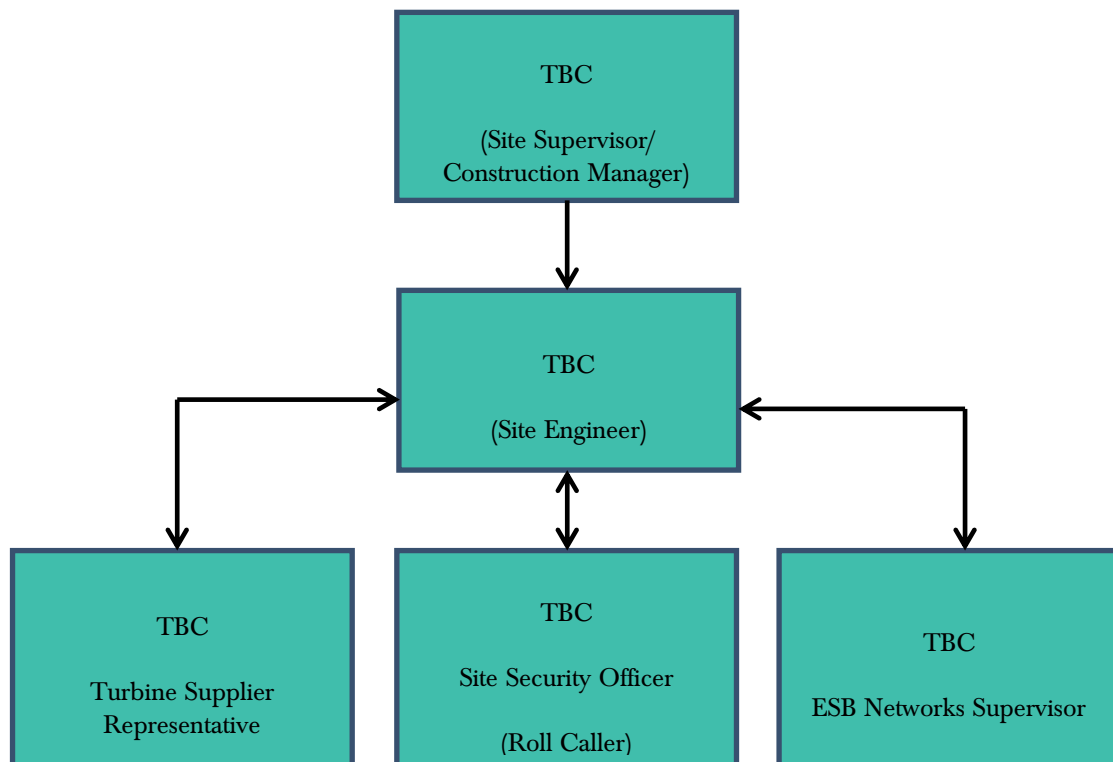 TBC
(Site Supervisor/
Construction Manager)
TBC
(Site Engineer)
TBC
Turbine Supplier
Representative
TBC
Site Security Officer
(Roll Caller)
TBC
ESB Networks Supervisor